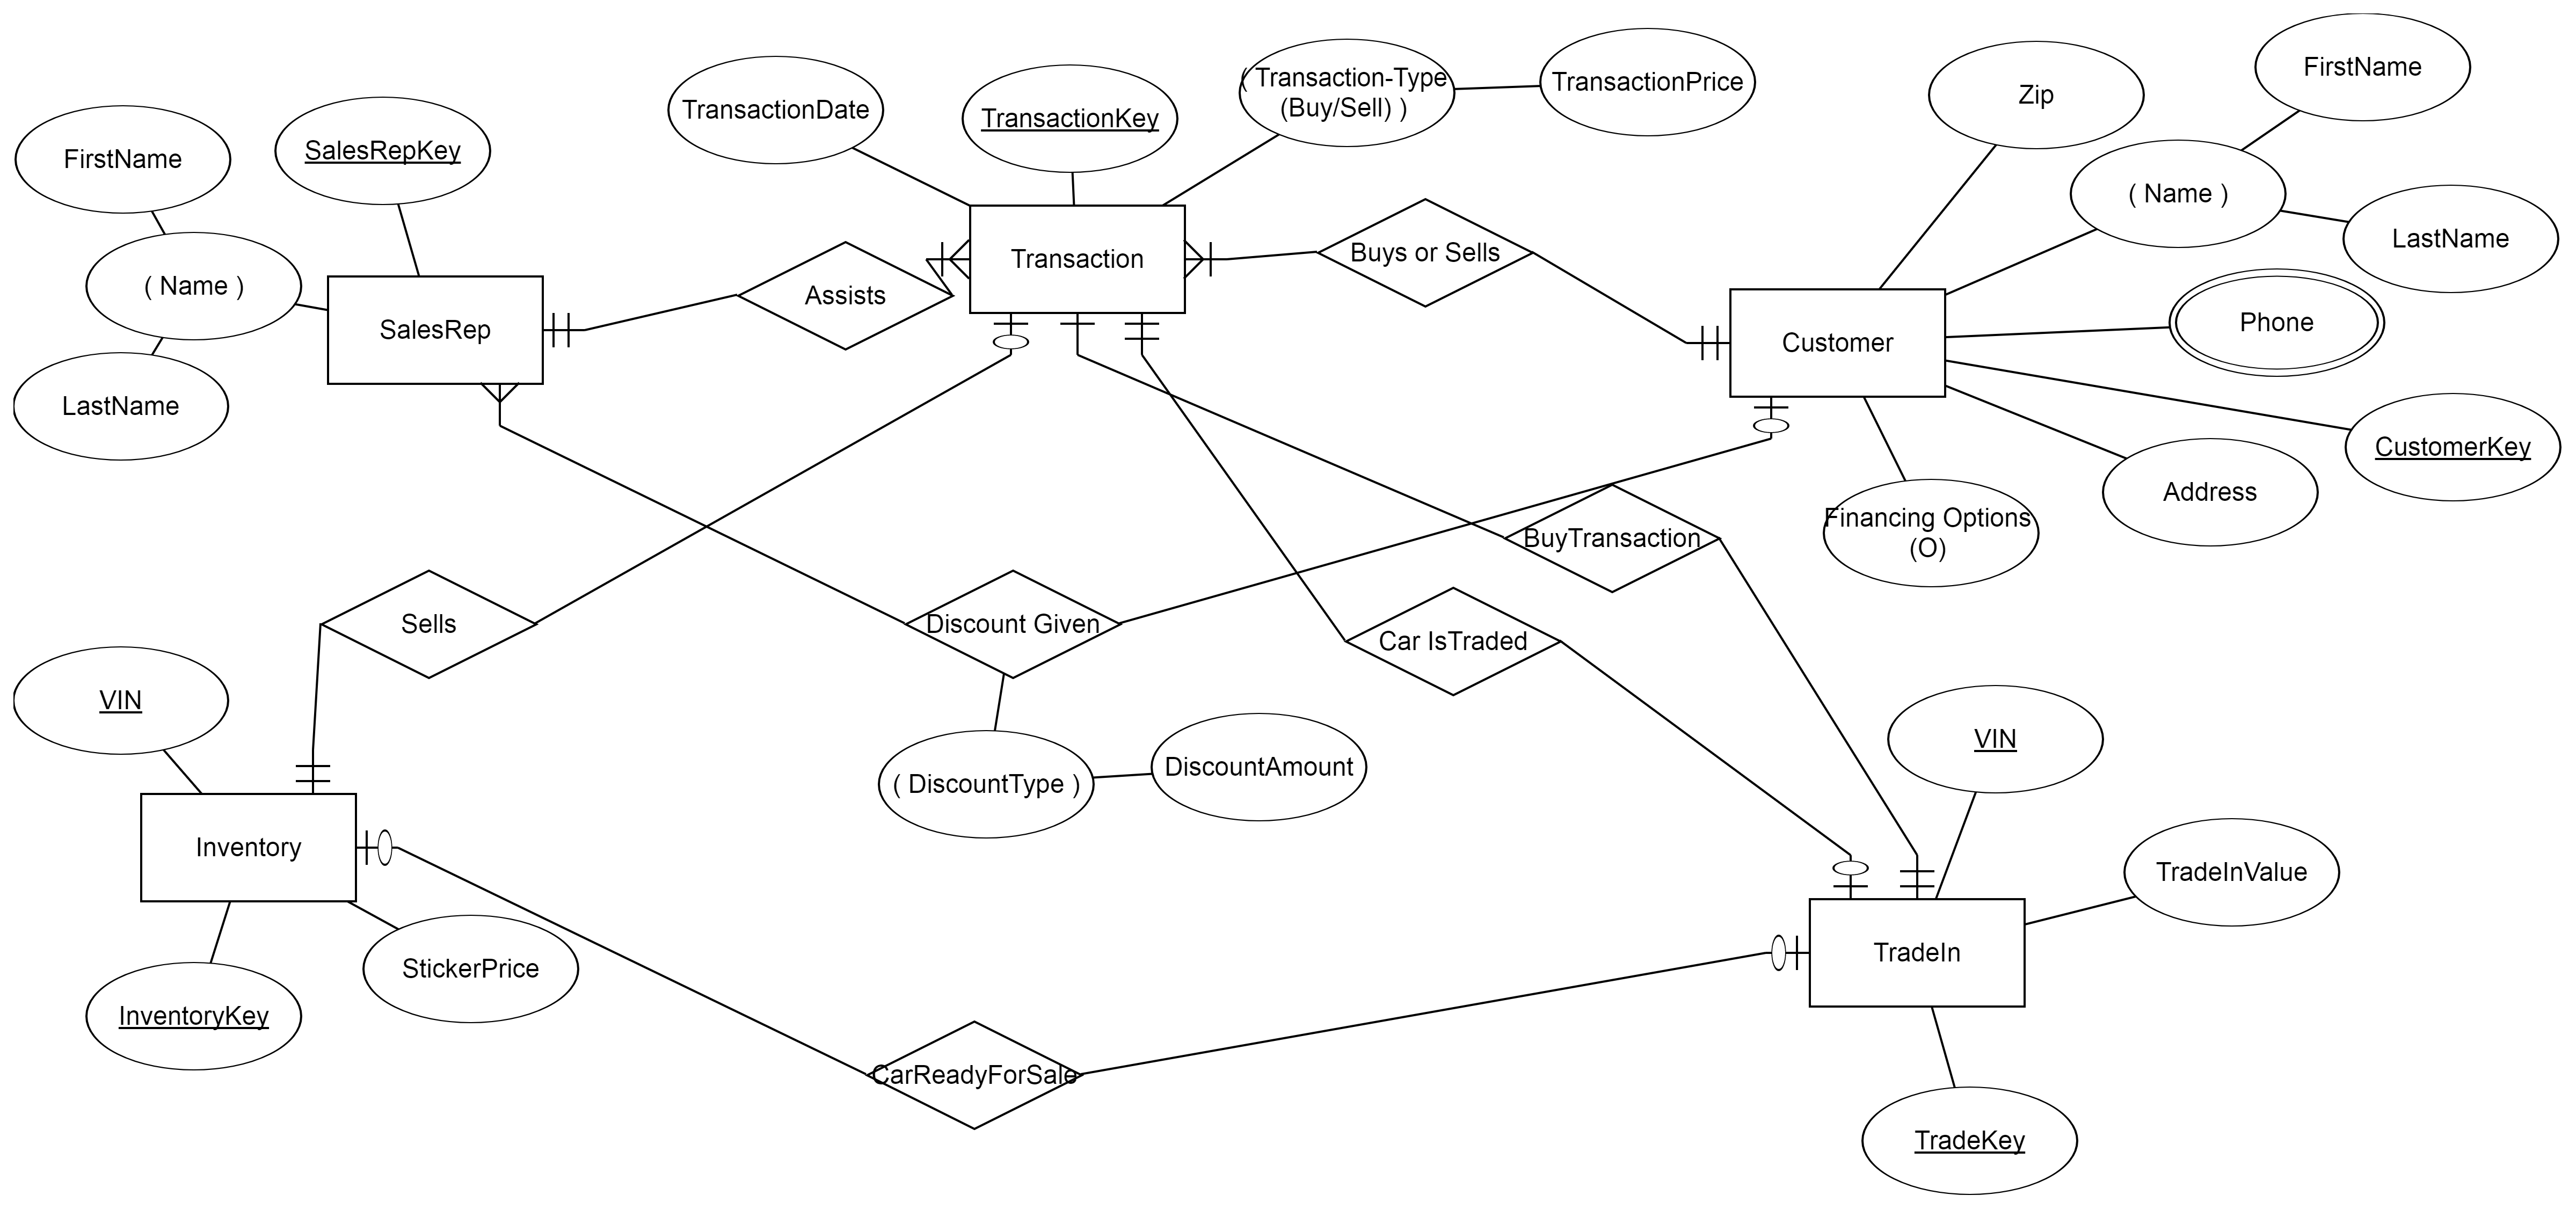 FirstName
SalesRepKey
TransactionDate
TransactionKey
( Transaction-Type
(Buy/Sell) )
TransactionPrice
Zip
FirstName
( Name )
LastName
( Name )
SalesRep
LastName
Assists
Transaction
Buys or Sells
Customer
Phone
CustomerKey
Address
Financing Options
(O)
BuyTransaction
Sells
Discount Given
Car IsTraded
VIN
( DiscountType )
DiscountAmount
VIN
Inventory
TradeInValue
InventoryKey
StickerPrice
TradeIn
CarReadyForSale
TradeKey